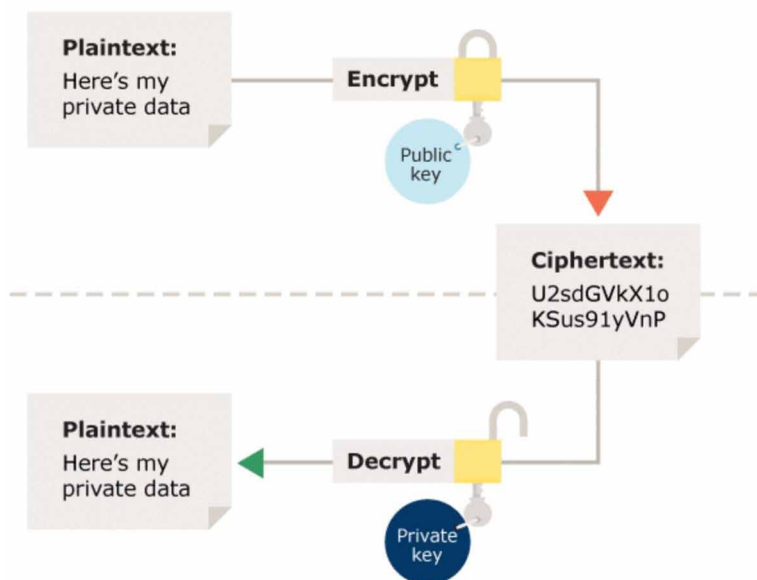 Plaintext:
Here's my
private data
Encrypt
Public
key
Ciphertext:
U2sdGVkX1o
KSus91yVnP
Plaintext:
Here's my
private data
Decrypt
Private
key